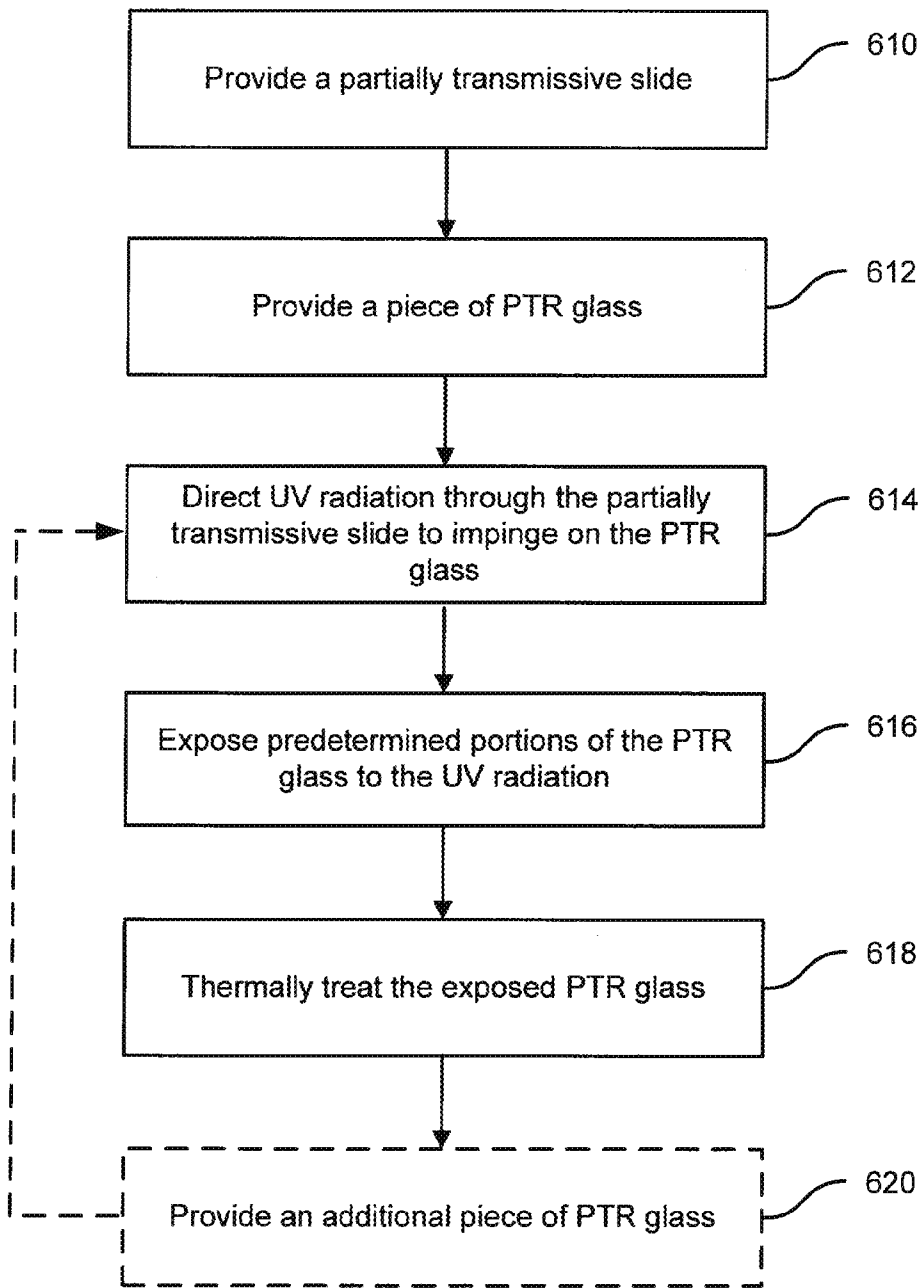 610
Provide a partially transmissive slide
612
Provide a piece of PTR glass
Direct UV radiation through the partially
614
transmissive slide to impinge on the PTR
glass
616
Expose predetermined portions of the PTR
glass to the UV radiation
618
Thermally treat the exposed PTR glass
620
Provide an additional piece of PTR glass